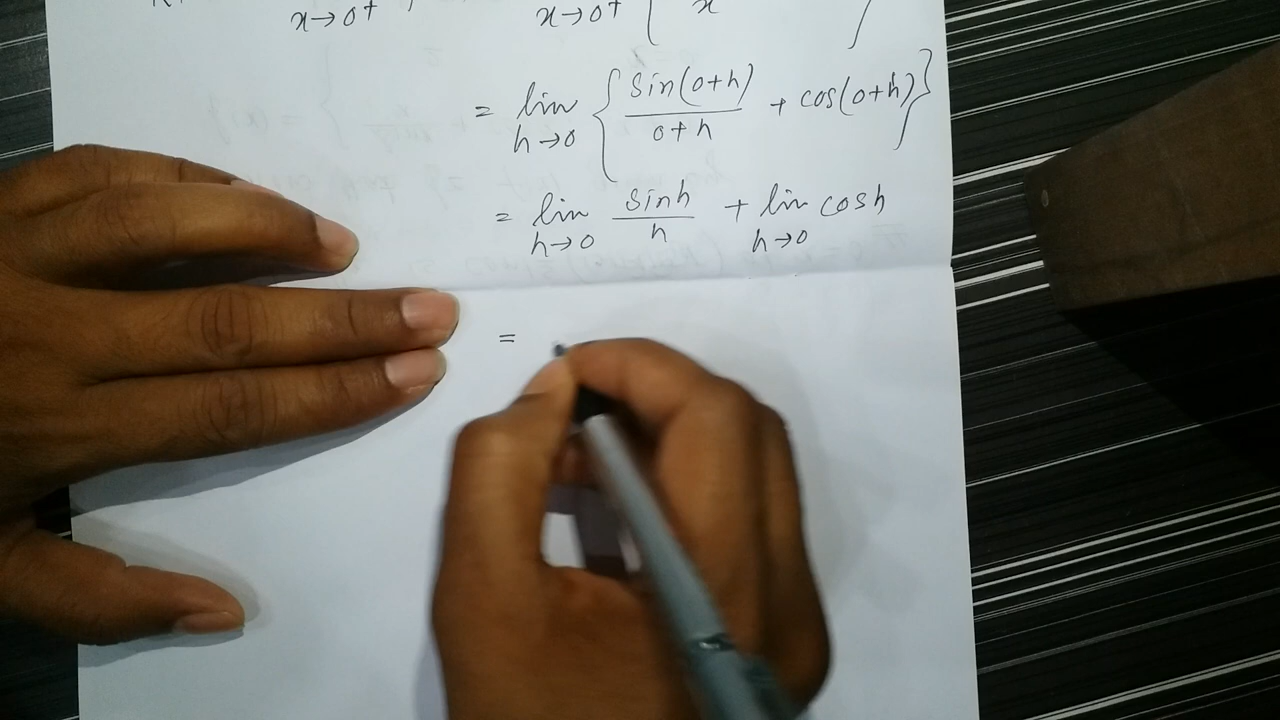 x→0+ x→0+ { x }
= lim h→0 { sin(0+h) / 0+h + cos(0+h) }
= lim h→0 sinh / h + lim h→0 cosh
=